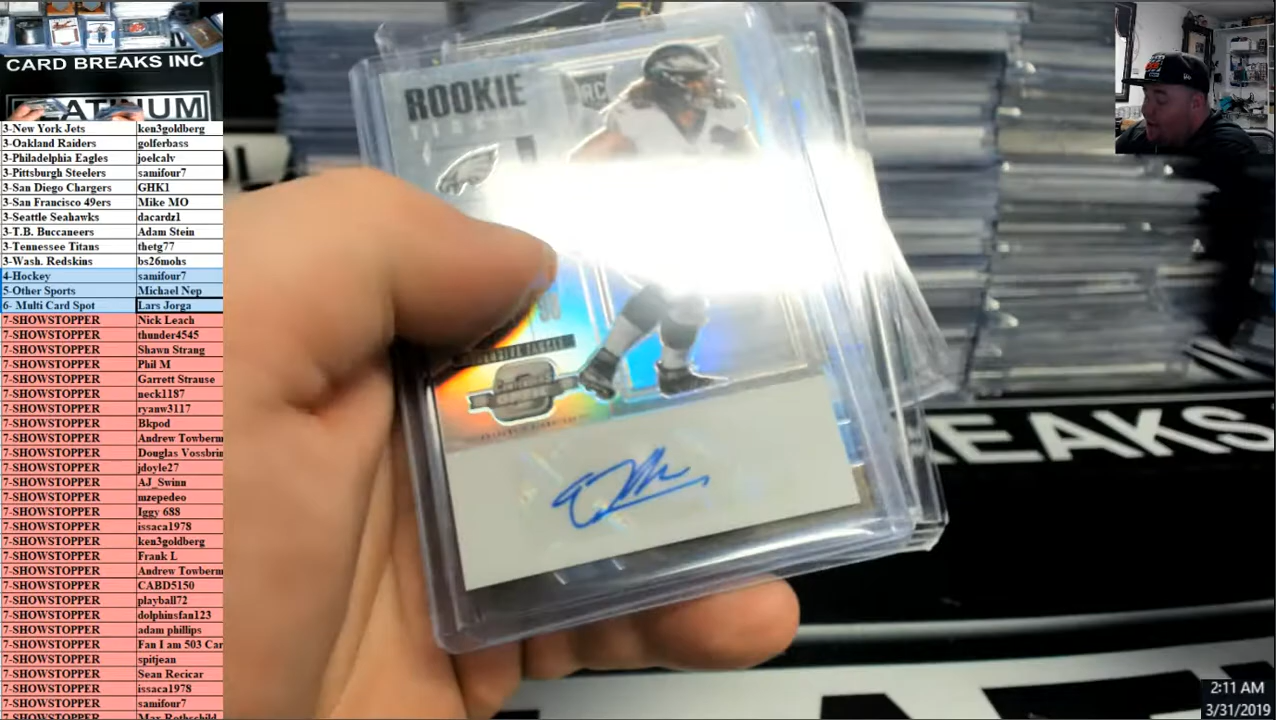 CARD BREAKS INC
LATINUM
3-New York Jets ken3goldberg
3-Oakland Raiders golferbass
3-Philadelphia Eagles joelcalv
3-Pittsburgh Steelers samifour7
3-San Diego Chargers GHK1
3-San Francisco 49ers Mike MO
3-Seattle Seahawks dacardz1
3-T.B. Buccaneers Adam Stein
3-Tennessee Titans thetg77
3-Wash. Redskins bs26mohs
4-Hockey samifour7
5-Other Sports Michael Nep
6- Multi Card Spot Lars Jorga
7-SHOWSTOPPER Nick Leach
7-SHOWSTOPPER thunder4545
7-SHOWSTOPPER Shawn Strang
7-SHOWSTOPPER Phil M
7-SHOWSTOPPER Garrett Strause
7-SHOWSTOPPER neck1187
7-SHOWSTOPPER ryanw3117
7-SHOWSTOPPER Bkpod
7-SHOWSTOPPER Andrew Towberm
7-SHOWSTOPPER Douglas Vossbrin
7-SHOWSTOPPER jdoyle27
7-SHOWSTOPPER AJ_Swinn
7-SHOWSTOPPER mzepedeo
7-SHOWSTOPPER Iggy 688
7-SHOWSTOPPER issaca1978
7-SHOWSTOPPER ken3goldberg
7-SHOWSTOPPER Frank L
7-SHOWSTOPPER Andrew Towberm
7-SHOWSTOPPER CABD5150
7-SHOWSTOPPER playball72
7-SHOWSTOPPER dolphinsfan123
7-SHOWSTOPPER adam phillips
7-SHOWSTOPPER Fan I am 503 Car
7-SHOWSTOPPER spitjean
7-SHOWSTOPPER Sean Recicar
7-SHOWSTOPPER issaca1978
7-SHOWSTOPPER samifour7
7-SHOWSTOPPER Max Rothschild
ROOKIE
RC
REAKS
2:11 AM
3/31/2019